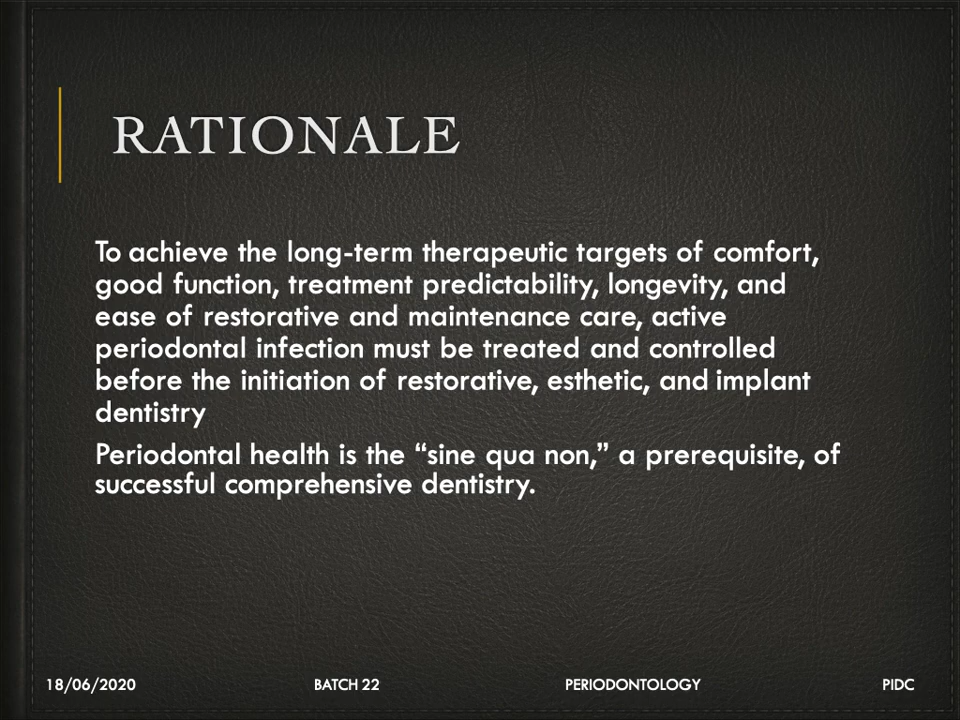 RATIONALE
To achieve the long-term therapeutic targets of comfort,
good function, treatment predictability, longevity, and
ease of restorative and maintenance care, active
periodontal infection must be treated and controlled
before the initiation of restorative, esthetic, and implant
dentistry
Periodontal health is the “sine qua non,” a prerequisite, of
successful comprehensive dentistry.
18/06/2020 BATCH 22 PERIODONTOLOGY PIDC